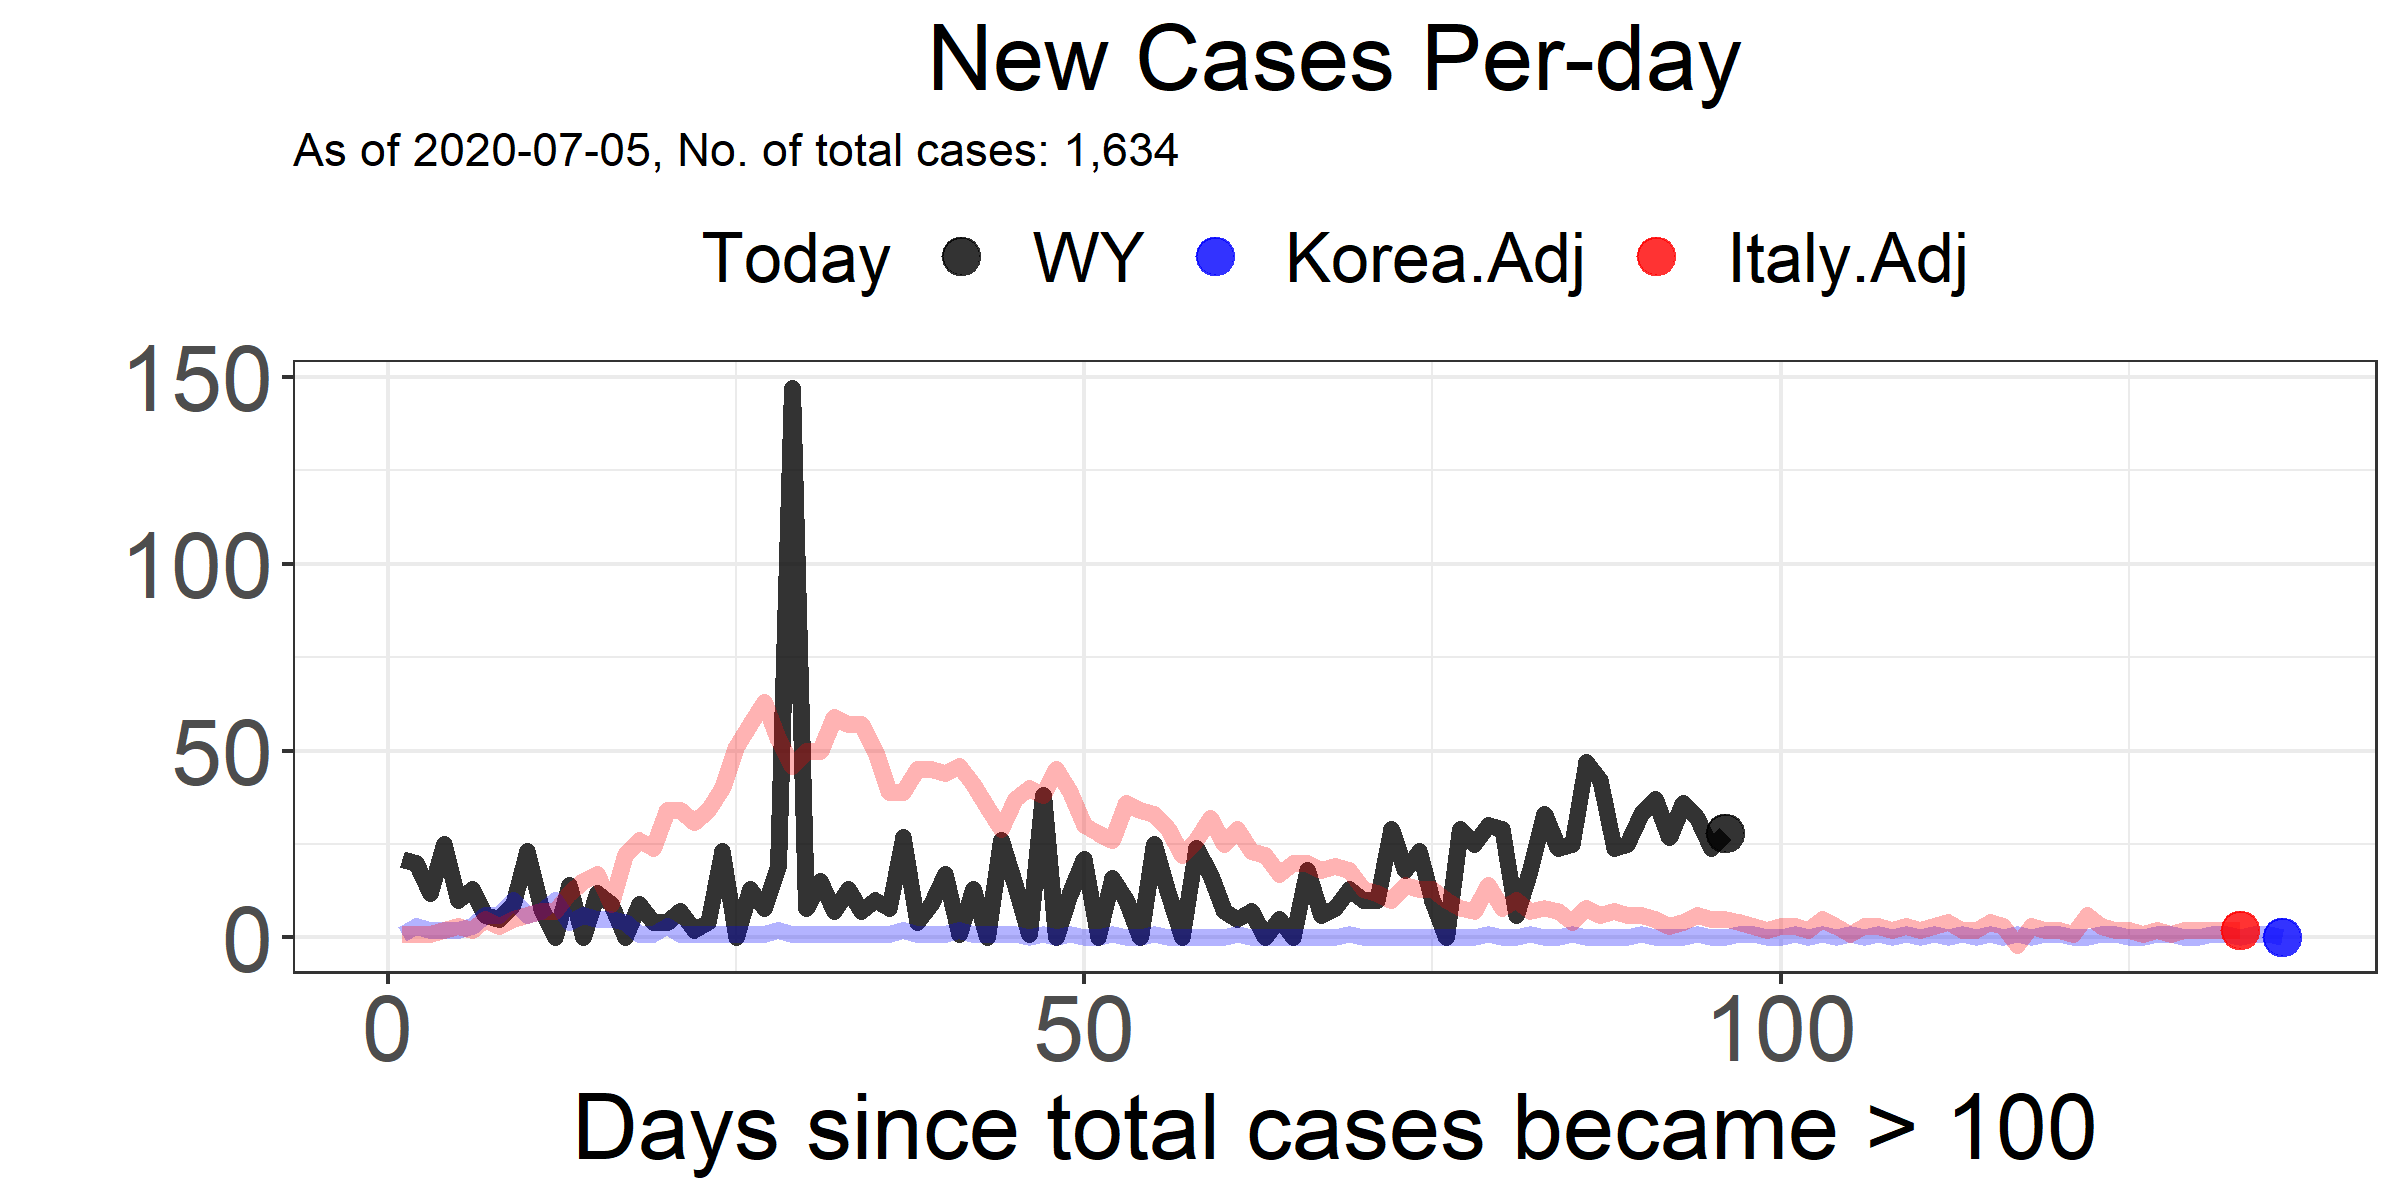 New Cases Per-day
As of 2020-07-05, No. of total cases: 1,634
Today WY Korea.Adj Italy.Adj
150
100
50
0
0 50 100
Days since total cases became > 100